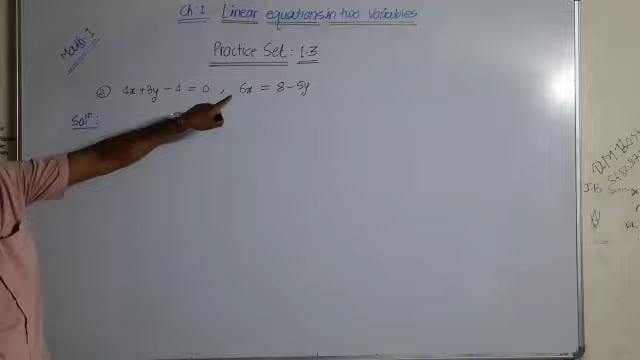 Ch:1 Linear equations in two variables
Math-1
Practice Set: 1.3
② 4x+3y-4=0 , 6x = 8-5y
Solⁿ: